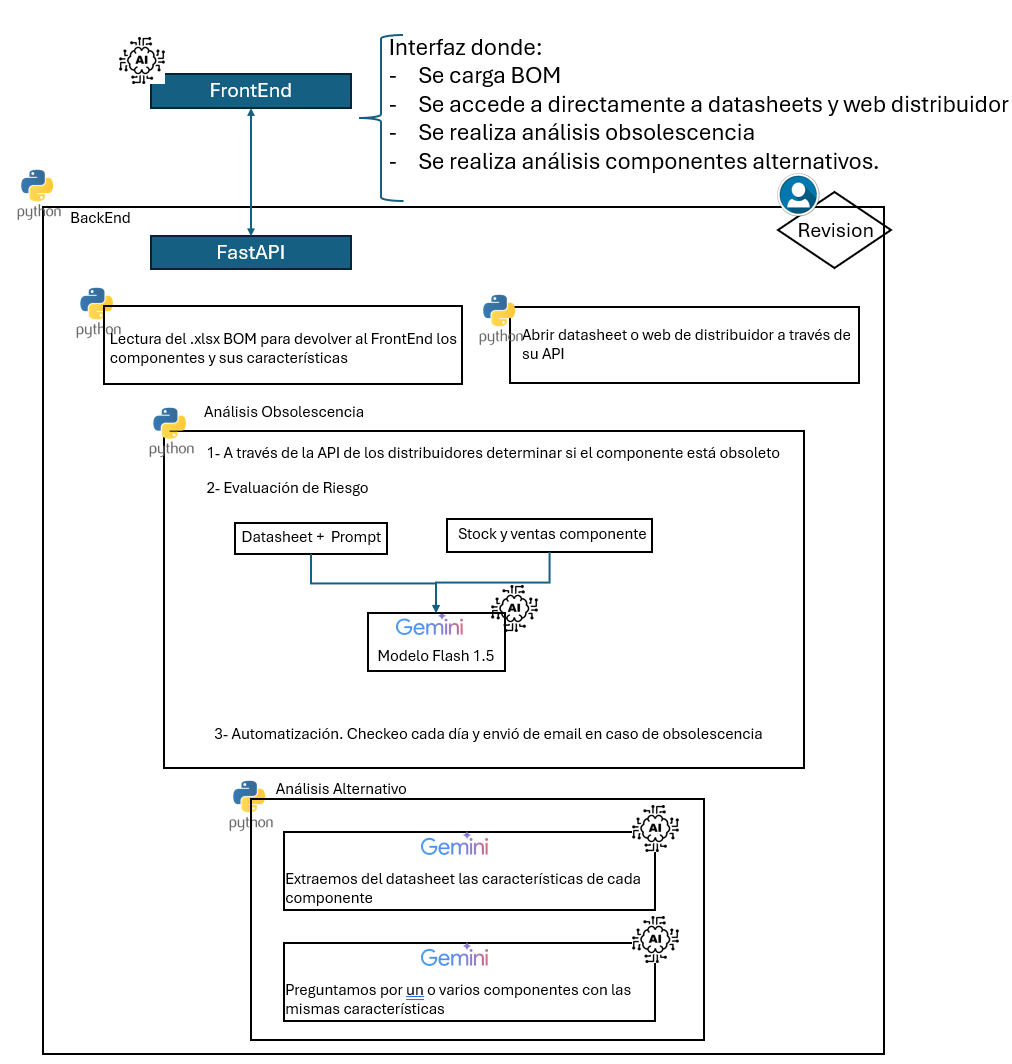 AI
FrontEnd
Interfaz donde:
- Se carga BOM
- Se accede a directamente a datasheets y web distribuidor
- Se realiza análisis obsolescencia
- Se realiza análisis componentes alternativos.
python
BackEnd
Revision
FastAPI
python
Lectura del .xlsx BOM para devolver al FrontEnd los
componentes y sus características
python
Abrir datasheet o web de distribuidor a través de
su API
python
Análisis Obsolescencia
1- A través de la API de los distribuidores determinar si el componente está obsoleto
2- Evaluación de Riesgo
Datasheet + Prompt
Stock y ventas componente
AI
Gemini
Modelo Flash 1.5
3- Automatización. Checkeo cada día y envió de email en caso de obsolescencia
python
Análisis Alternativo
AI
Gemini
Extraemos del datasheet las características de cada
componente
AI
Gemini
Preguntamos por un o varios componentes con las
mismas características